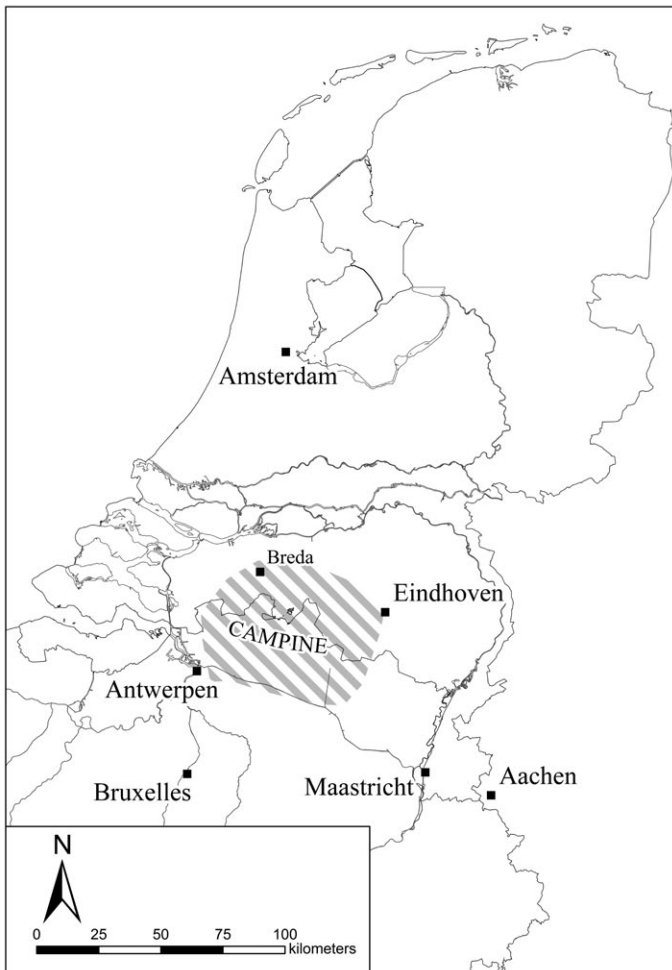 Amsterdam
Breda
Eindhoven
CAMPINE
Antwerpen
Bruxelles
Maastricht
Aachen
N
0 25 50 75 100
kilometers